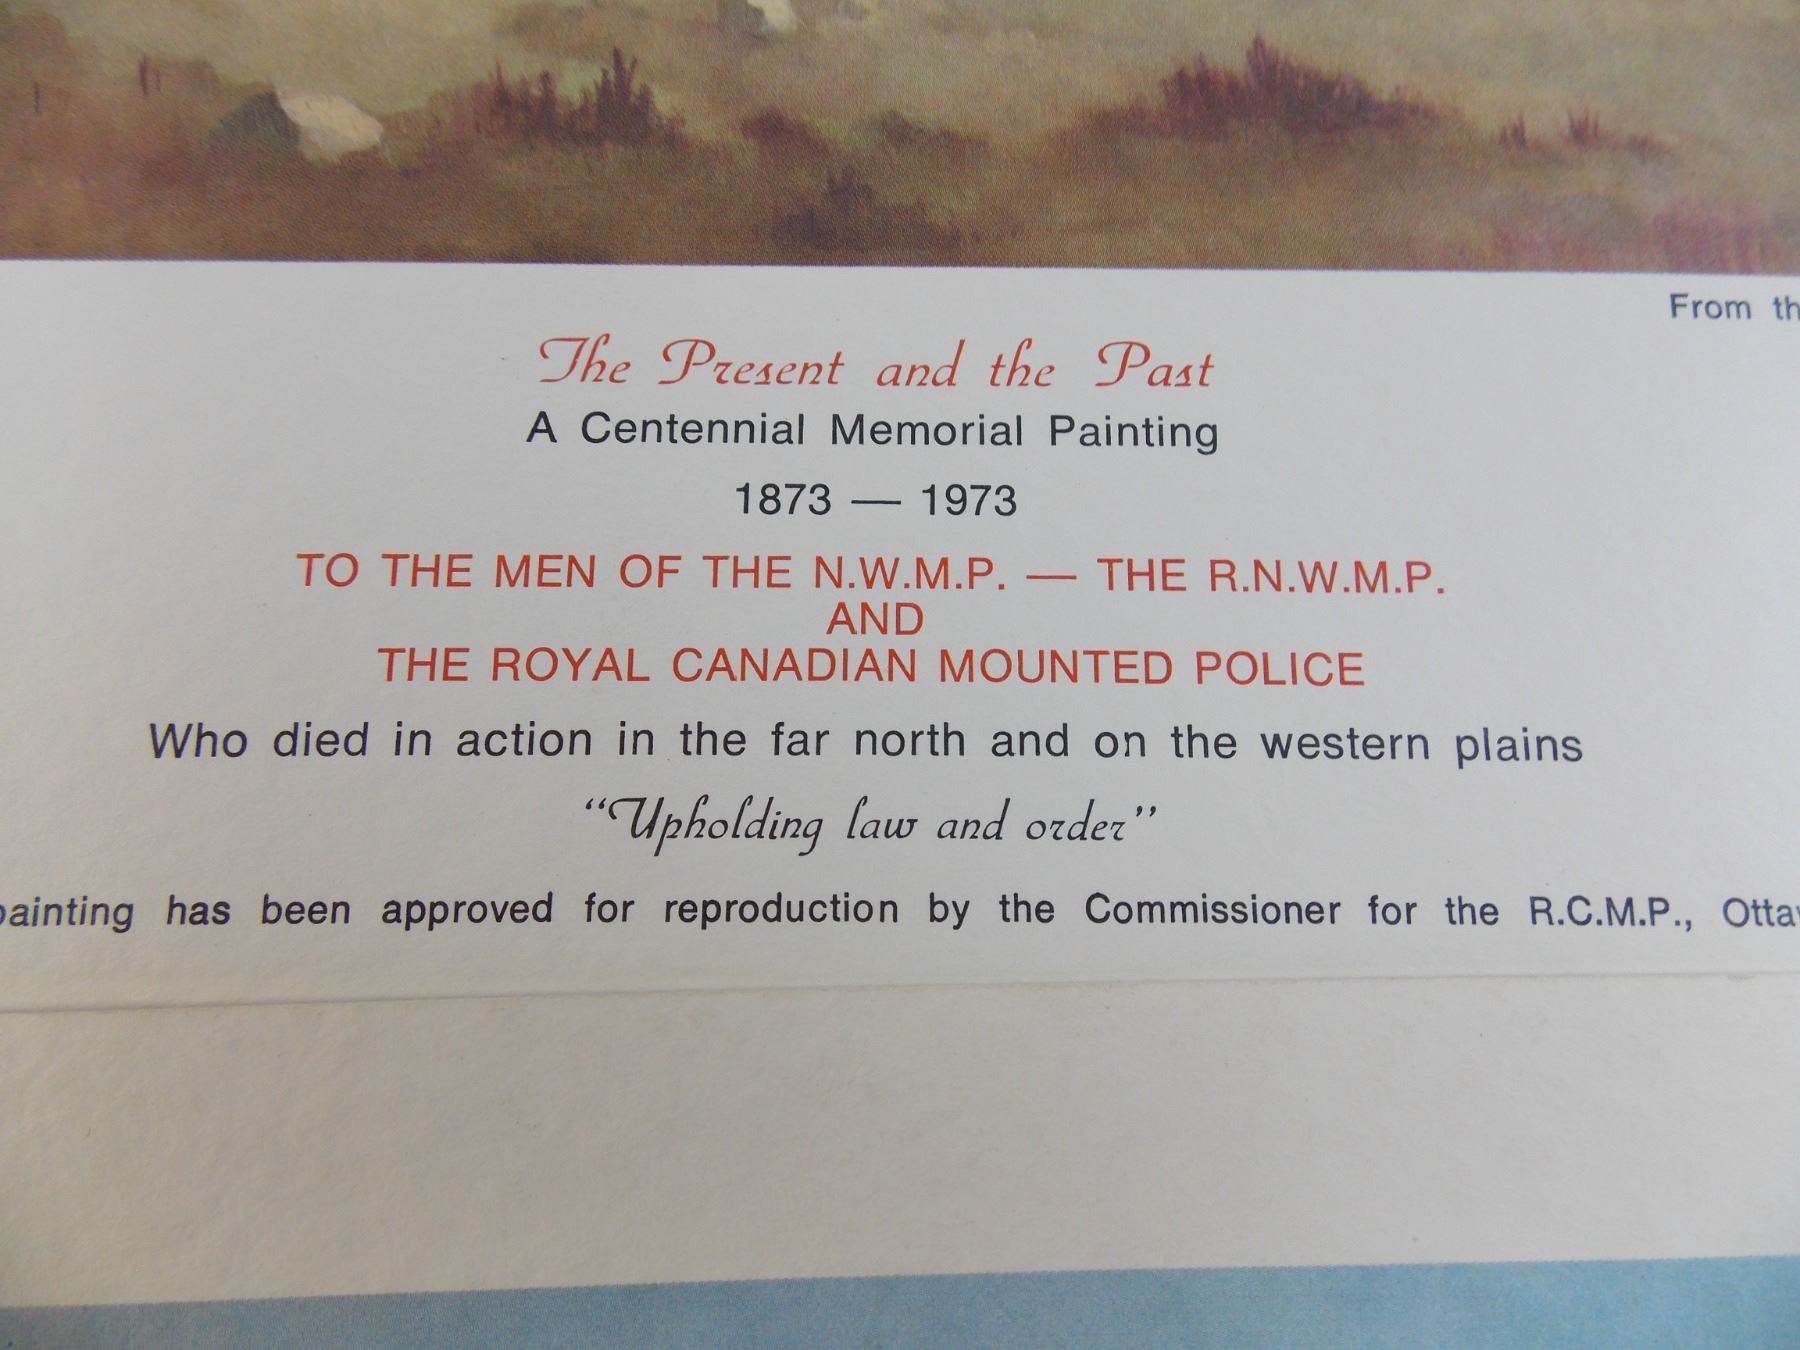 From
The Present and the Past
A Centennial Memorial Painting
1873 — 1973
TO THE MEN OF THE N.W.M.P. — THE R.N.W.M.P.
AND
THE ROYAL CANADIAN MOUNTED POLICE
Who died in action in the far north and on the western plains
“Upholding law and order”
painting has been approved for reproduction by the Commissioner for the R.C.M.P.,